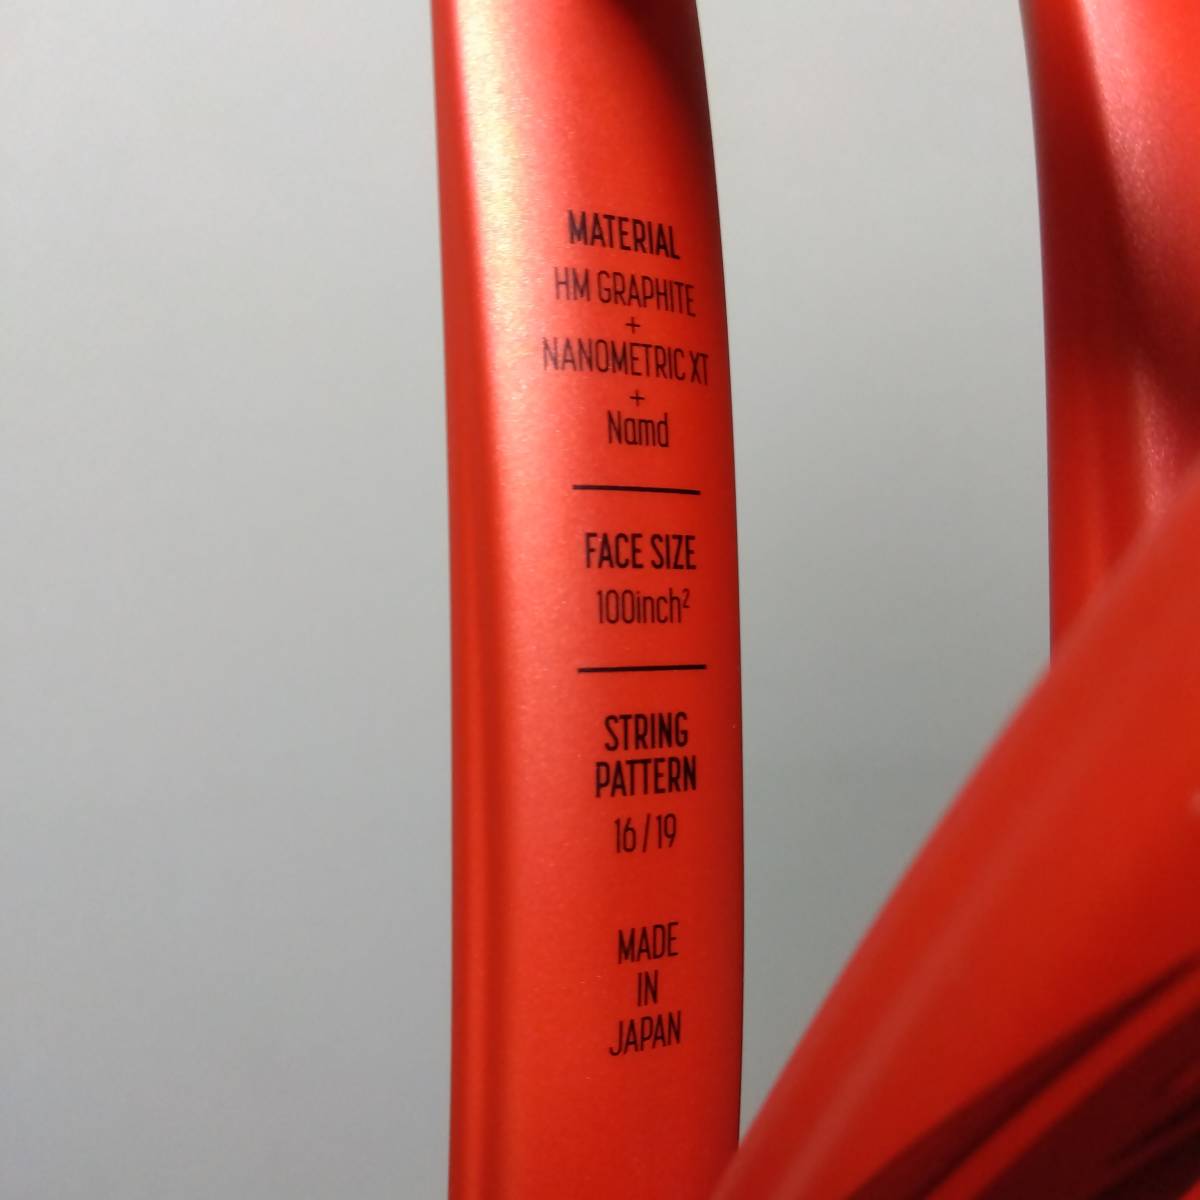 MATERIAL
HM GRAPHITE
+
NANOMETRIC XT
+
Namd
FACE SIZE
100inch²
STRING
PATTERN
16/19
MADE
IN
JAPAN